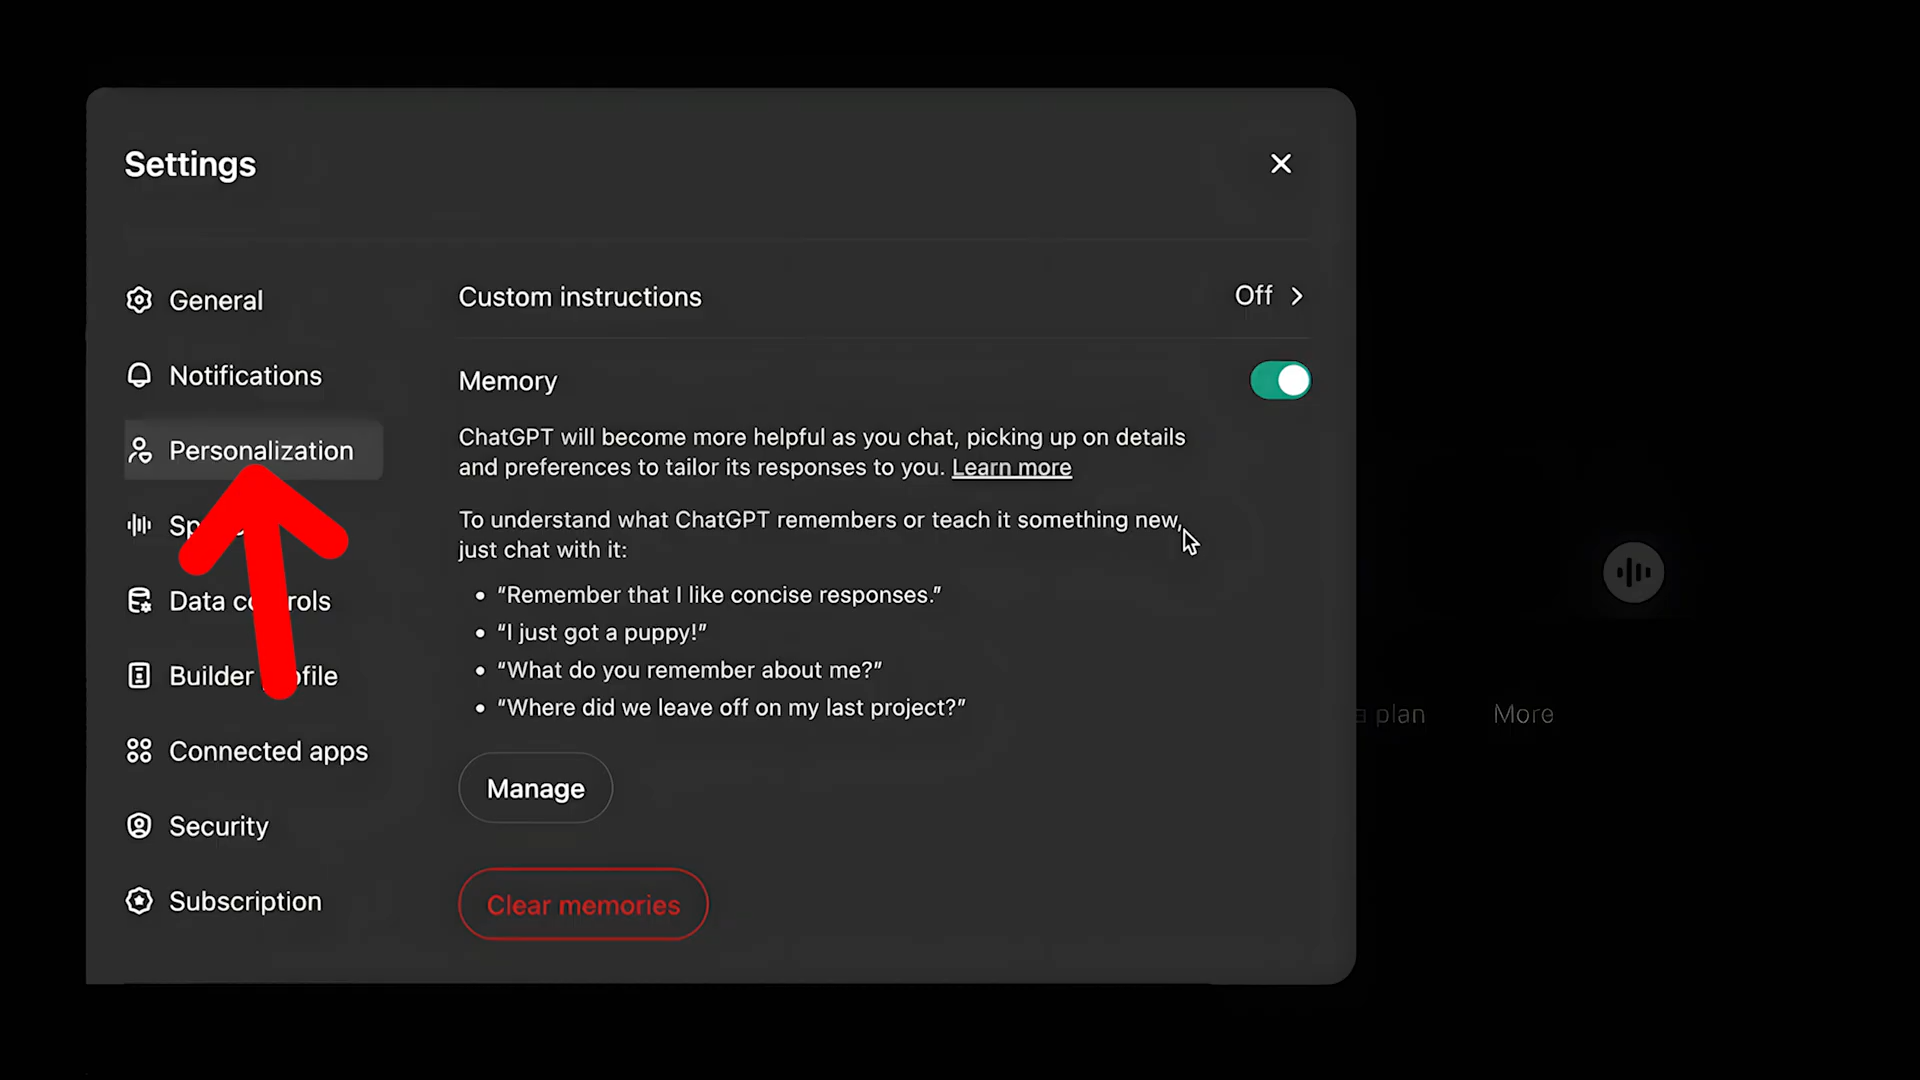 Settings
General
Notifications
Personalization
Data
Builder
Connected apps
Security
Subscription
Custom instructions
Off
Memory
ChatGPT will become more helpful as you chat, picking up on details
and preferences to tailor its responses to you. Learn more
To understand what ChatGPT remembers or teach it something new,
just chat with it:
• “Remember that I like concise responses.”
• “I just got a puppy!”
• “What do you remember about me?”
• “Where did we leave off on my last project?”
Manage
Clear memories
a plan
More